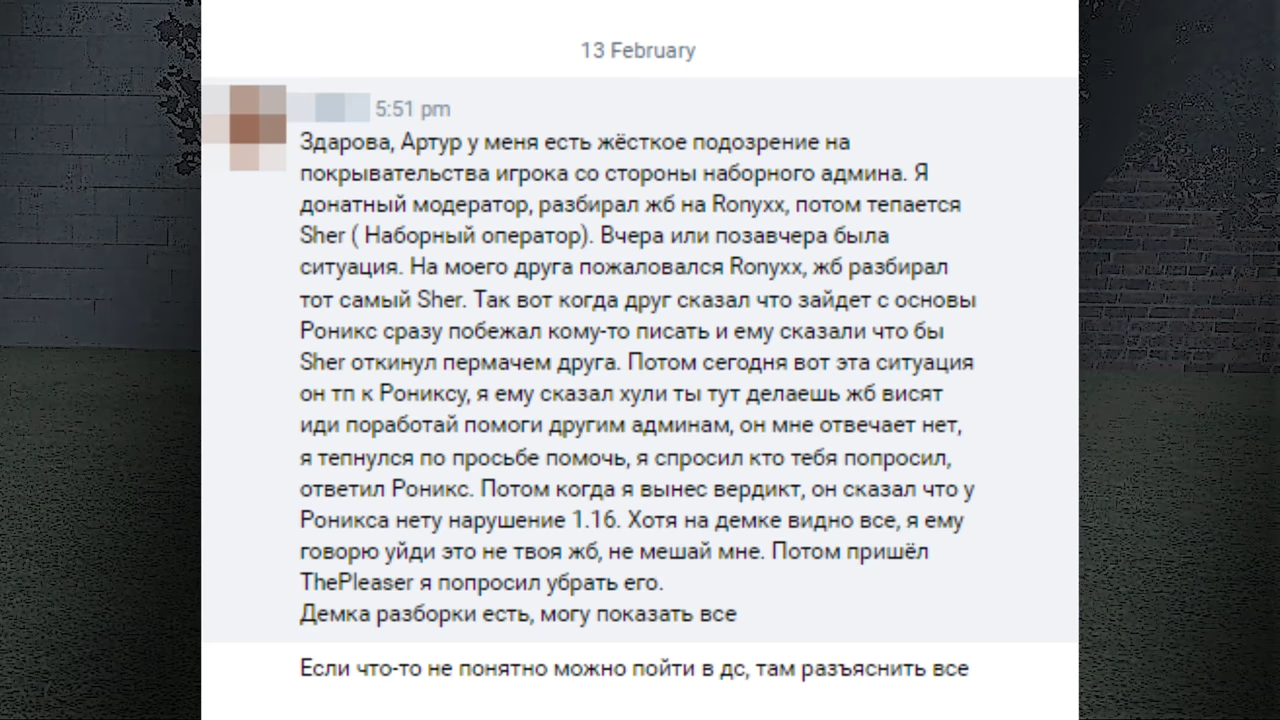 13 February
5:51 pm
Здарова, Артур у меня есть жёсткое подозрение на
покрывательства игрока со стороны наборного админа. Я
донатный модератор, разбирал жб на Ronyxx, потом тепается
Sher ( Наборный оператор). Вчера или позавчера была
ситуация. На моего друга пожаловался Ronyxx, жб разбирал
тот самый Sher. Так вот когда друг сказал что зайдет с основы
Роникс сразу побежал кому-то писать и ему сказали что бы
Sher откинул пермачем друга. Потом сегодня вот эта ситуация
он тп к Рониксу, я ему сказал хули ты тут делаешь жб висят
иди поработай помоги другим админам, он мне отвечает нет,
я тепнулся по просьбе помочь, я спросил кто тебя попросил,
ответил Роникс. Потом когда я вынес вердикт, он сказал что у
Роникса нету нарушение 1.16. Хотя на демке видно все, я ему
говорю уйди это не твоя жб, не мешай мне. Потом пришёл
ThePleaser я попросил убрать его.
Демка разборки есть, могу показать все
Если что-то не понятно можно пойти в дс, там разъяснить все